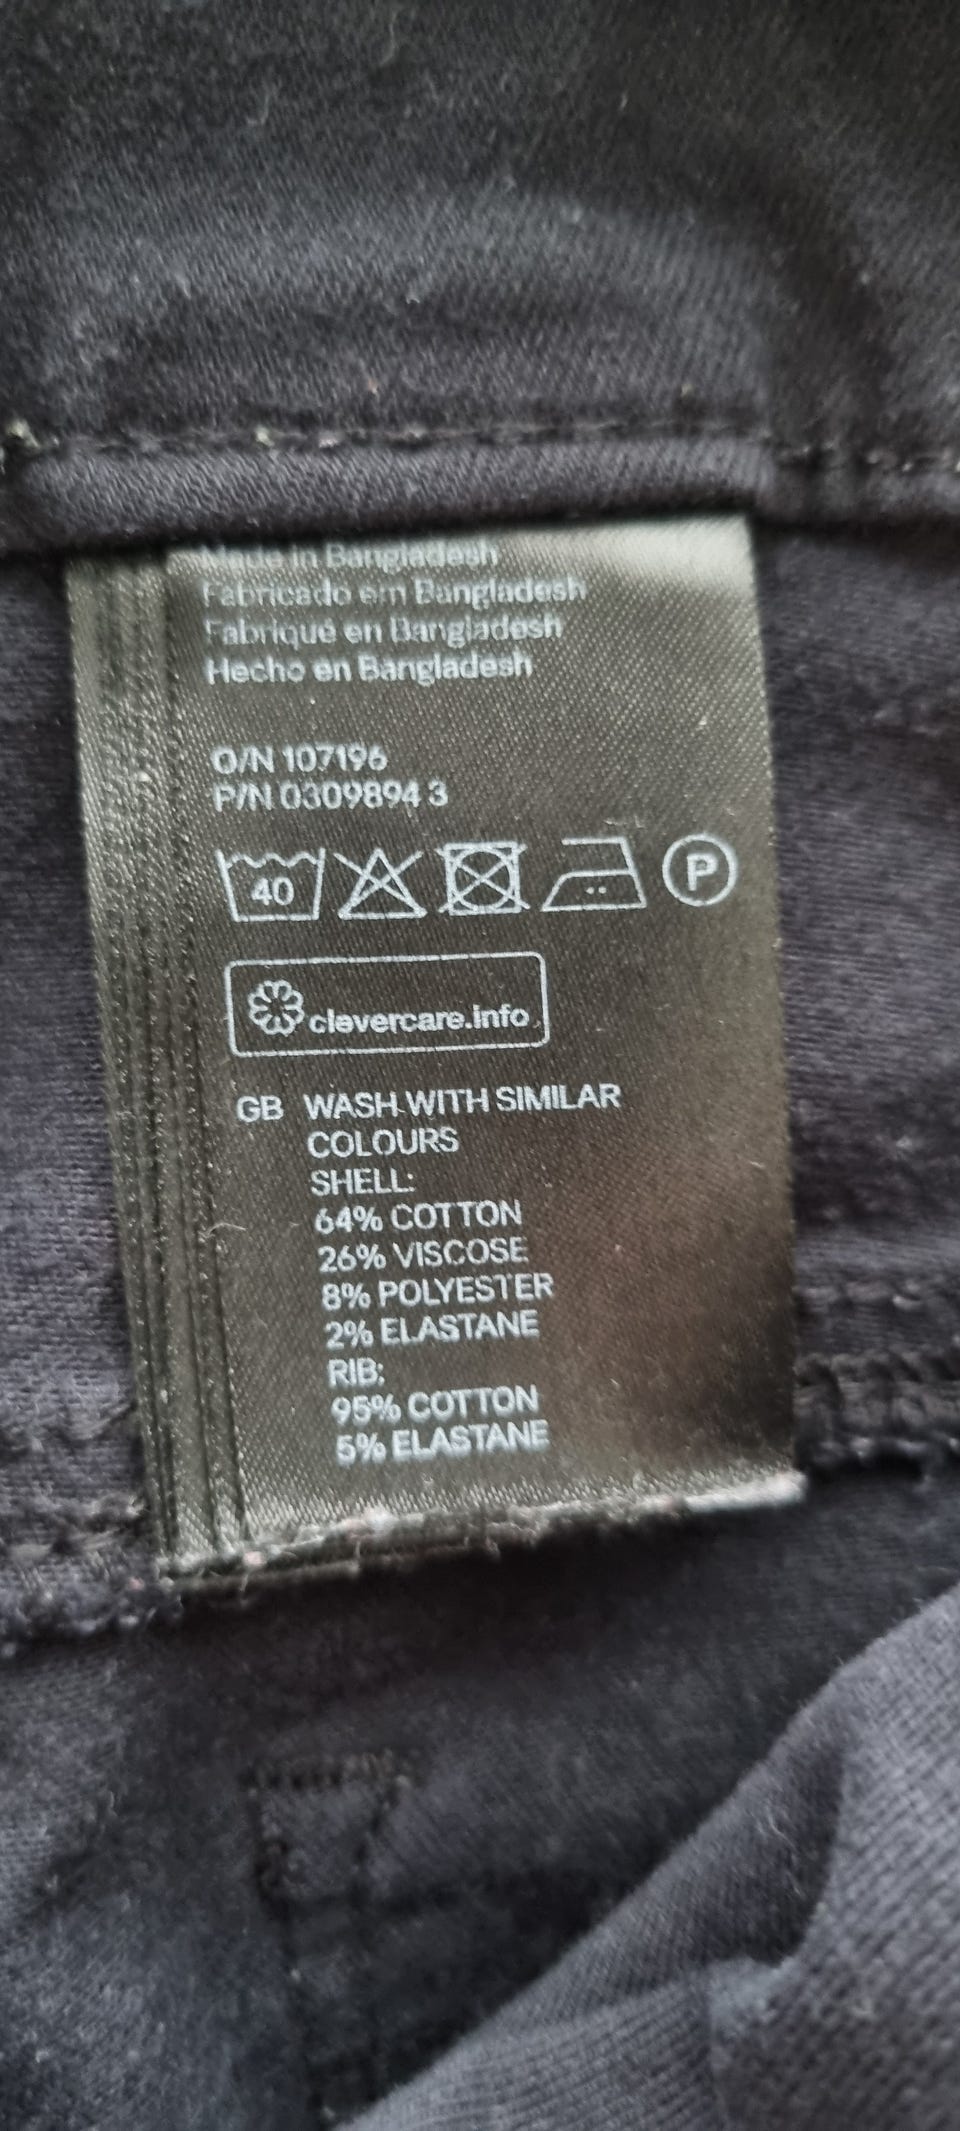 Made in Bangladesh
Fabricado em Bangladesh
Fabriqué en Bangladesh
Hecho en Bangladesh
O/N 107196
P/N 0309894 3
40 P
clevercare.info
GB WASH WITH SIMILAR
COLOURS
SHELL:
64% COTTON
26% VISCOSE
8% POLYESTER
2% ELASTANE
RIB:
95% COTTON
5% ELASTANE